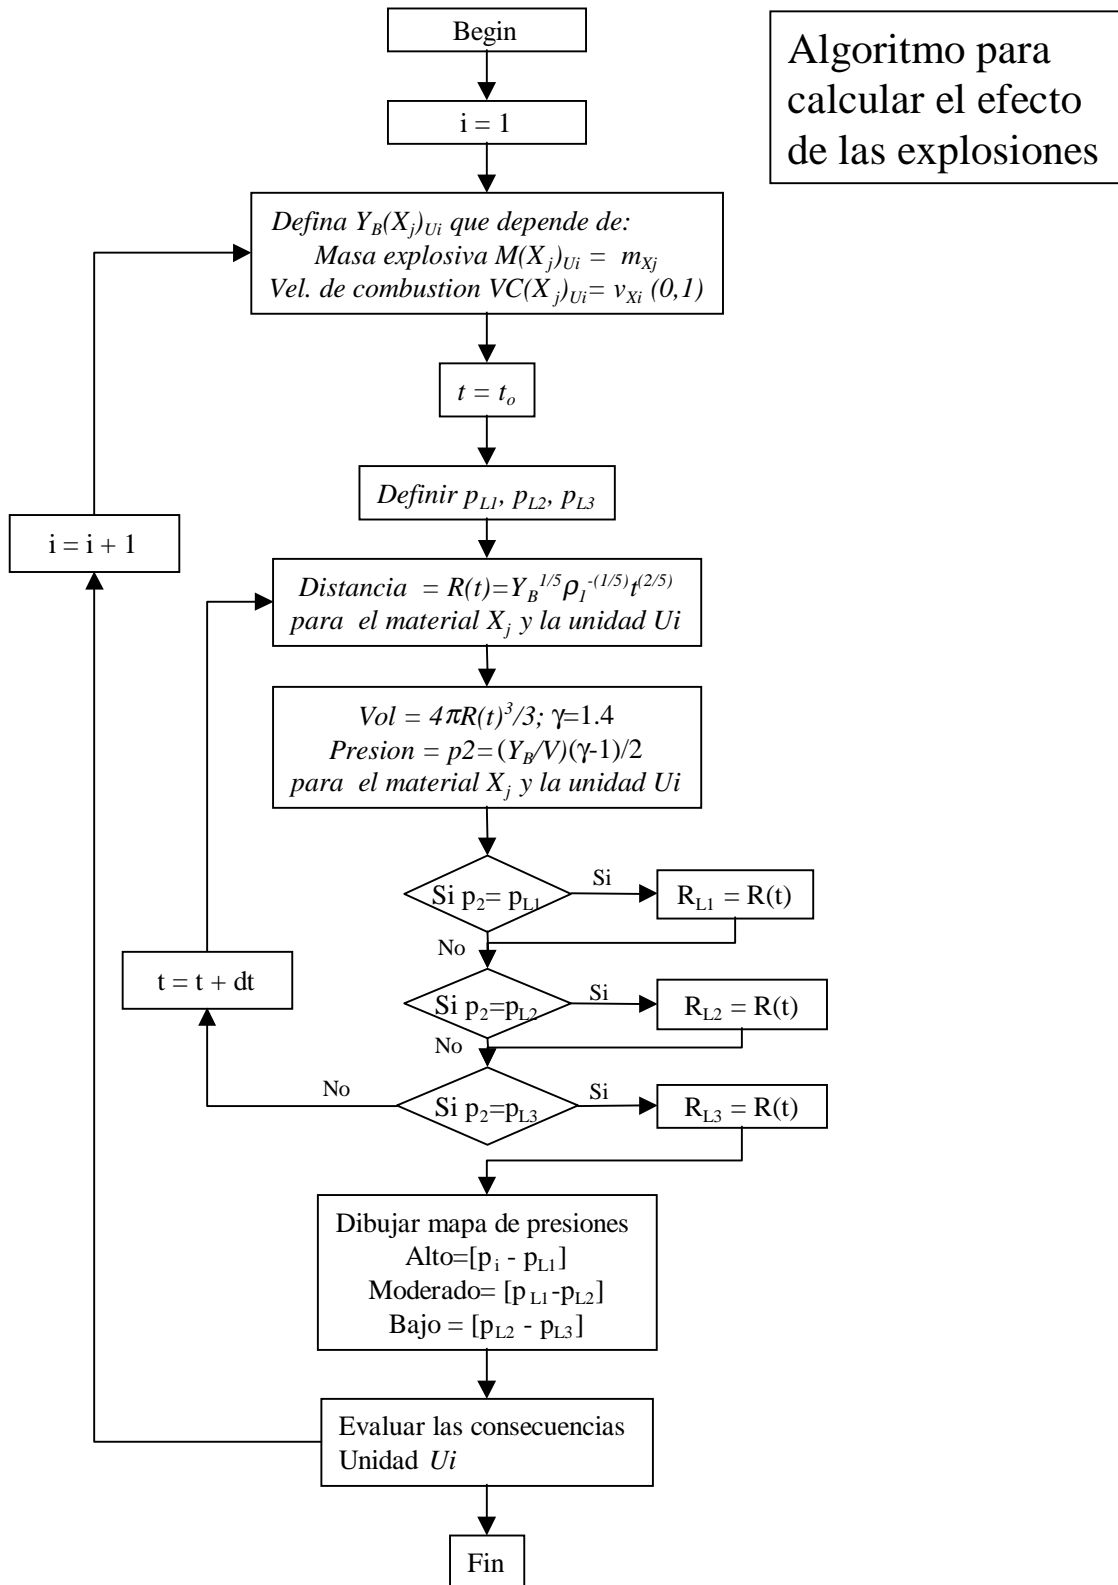 Begin
Algoritmo para
calcular el efecto
de las explosiones
i = 1
Defina Y_B(X_j)_Ui que depende de:
Masa explosiva M(X_j)_Ui = m_Xj
Vel. de combustion VC(X_j)_Ui= v_Xi (0,1)
t = t_o
Definir p_L1, p_L2, p_L3
i = i + 1
Distancia = R(t)=Y_B^1/5 ρ_1^-(1/5) t^(2/5)
para el material X_j y la unidad Ui
Vol = 4πR(t)^3/3; γ=1.4
Presion = p2=(Y_B/V)(γ-1)/2
para el material X_j y la unidad Ui
Si p_2= p_L1
Si
R_L1 = R(t)
No
t = t + dt
Si p_2=p_L2
Si
R_L2 = R(t)
No
Si p_2=p_L3
Si
R_L3 = R(t)
No
Dibujar mapa de presiones
Alto=[p_i - p_L1]
Moderado= [p_L1-p_L2]
Bajo = [p_L2 - p_L3]
Evaluar las consecuencias
Unidad Ui
Fin